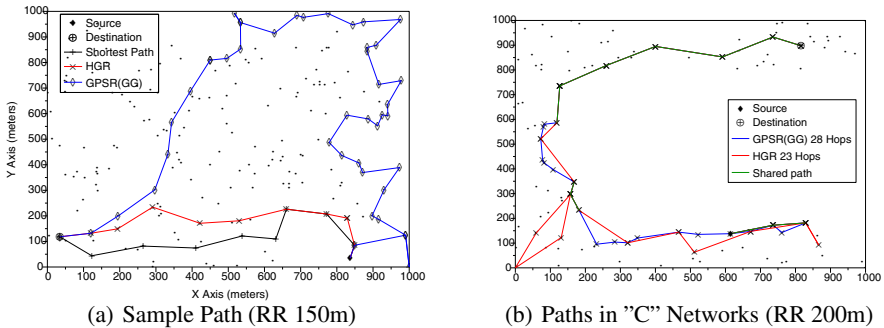 1000
900
800
700
600
500
400
300
200
100
0
Y Axis (meters)
Source
Destination
Sbortest Path
HGR
GPSR(GG)
0 100 200 300 400 500 600 700 800 900 1000
X Axis (meters)
(a) Sample Path (RR 150m)
1000
900
800
700
600
500
400
300
200
100
0
Source
Destination
GPSR(GG) 28 Hops
HGR 23 Hops
Shared path
0 100 200 300 400 500 600 700 800 900 1000
(b) Paths in ”C” Networks (RR 200m)